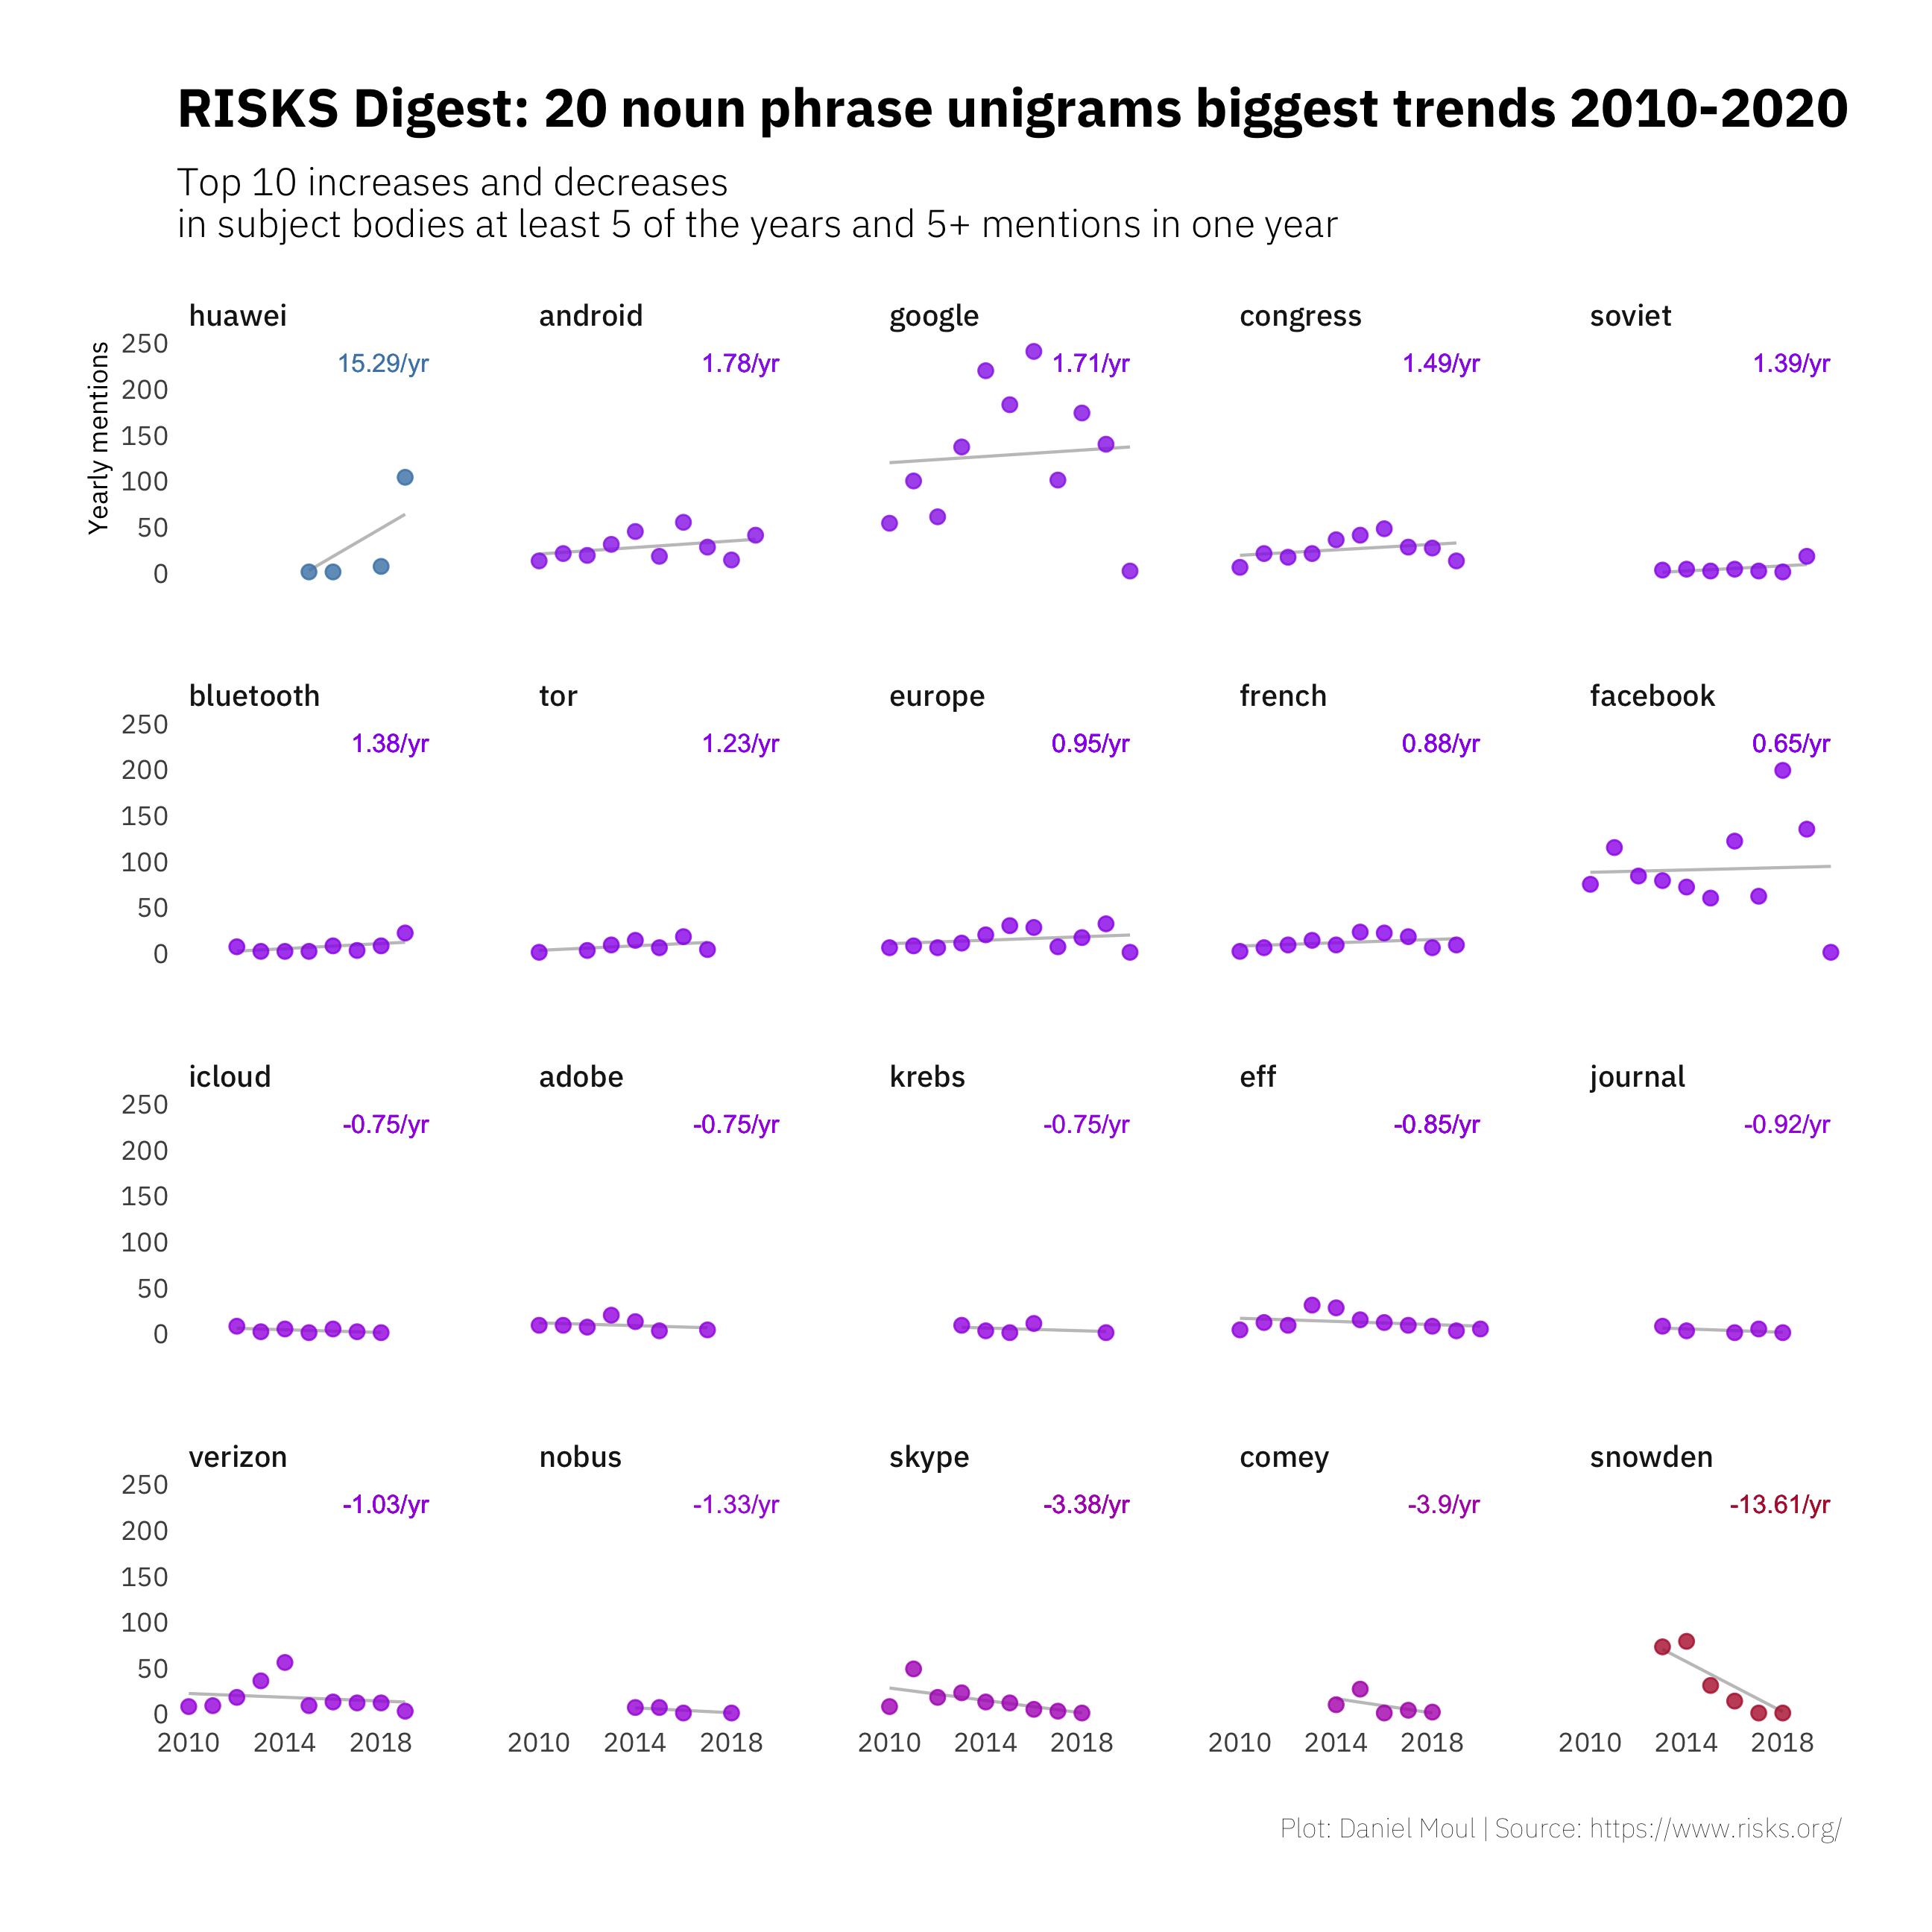 RISKS Digest: 20 noun phrase unigrams biggest trends 2010-2020
Top 10 increases and decreases
in subject bodies at least 5 of the years and 5+ mentions in one year
Yearly mentions
huawei android google congress soviet
15.29/yr 1.78/yr 1.71/yr 1.49/yr 1.39/yr
250
200
150
100
50
0
bluetooth tor europe french facebook
1.38/yr 1.23/yr 0.95/yr 0.88/yr 0.65/yr
250
200
150
100
50
0
icloud adobe krebs eff journal
-0.75/yr -0.75/yr -0.75/yr -0.85/yr -0.92/yr
250
200
150
100
50
0
verizon nobus skype comey snowden
-1.03/yr -1.33/yr -3.38/yr -3.9/yr -13.61/yr
250
200
150
100
50
0
2010 2014 2018 2010 2014 2018 2010 2014 2018 2010 2014 2018 2010 2014 2018
Plot: Daniel Moul | Source: https://www.risks.org/